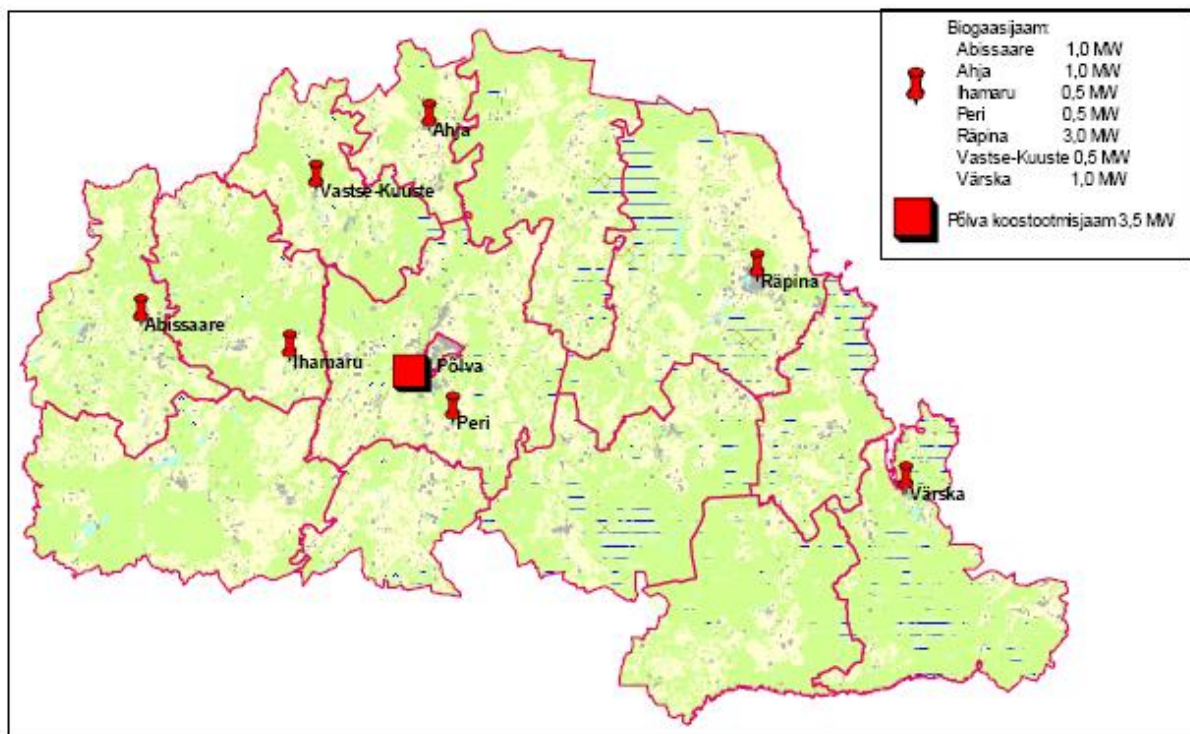 Biogaasijaam:
Abissaare 1,0 MW
Ahja 1,0 MW
Ihamaru 0,5 MW
Peri 0,5 MW
Räpina 3,0 MW
Vastse-Kuuste 0,5 MW
Värska 1,0 MW
Põlva koostootmisjaam 3,5 MW
Ahja
Vastse-Kuuste
Räpina
Abissaare
Ihamaru
Põlva
Peri
Värska